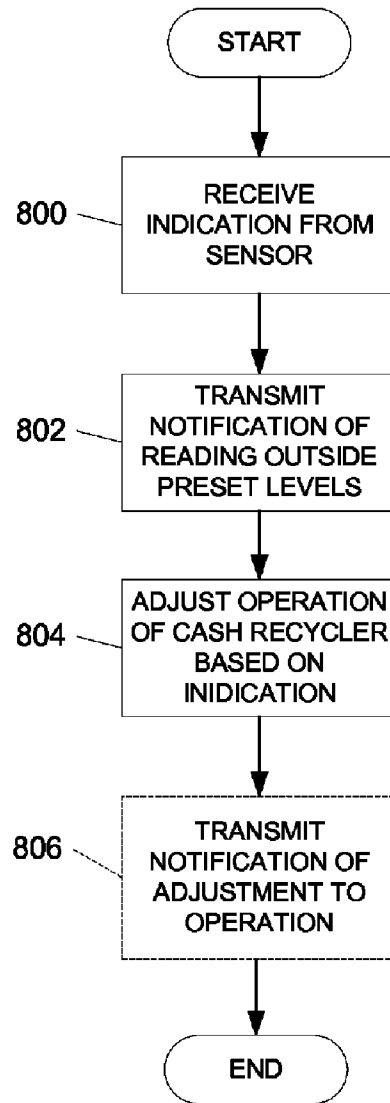 START
800
RECEIVE
INDICATION FROM
SENSOR
802
TRANSMIT
NOTIFICATION OF
READING OUTSIDE
PRESET LEVELS
804
ADJUST OPERATION
OF CASH RECYCLER
BASED ON
INIDICATION
806
TRANSMIT
NOTIFICATION OF
ADJUSTMENT TO
OPERATION
END